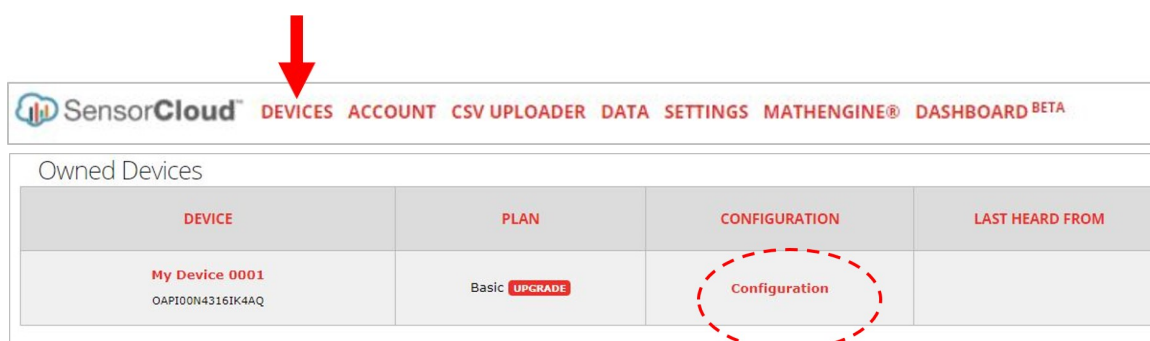 SensorCloud™ DEVICES ACCOUNT CSV UPLOADER DATA SETTINGS MATHENGINE® DASHBOARD BETA
Owned Devices
DEVICE PLAN CONFIGURATION LAST HEARD FROM
My Device 0001 Basic UPGRADE Configuration
OAPI00N4316IK4AQ